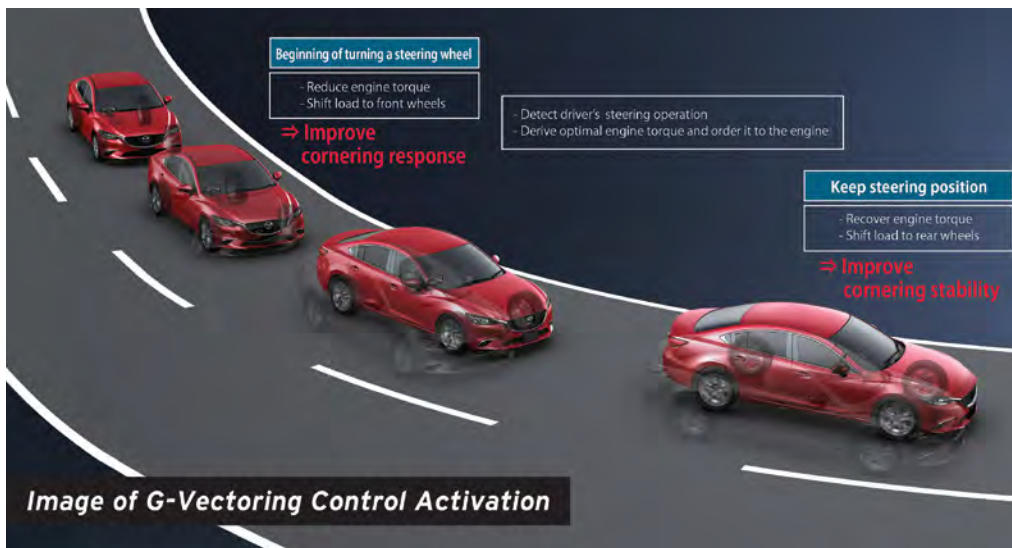 Beginning of turning a steering wheel
- Reduce engine torque
- Shift load to front wheels
⇒ Improve
cornering response
- Detect driver's steering operation
- Derive optimal engine torque and order it to the engine
Keep steering position
- Recover engine torque
- Shift load to rear wheels
⇒ Improve
cornering stability
Image of G-Vectoring Control Activation